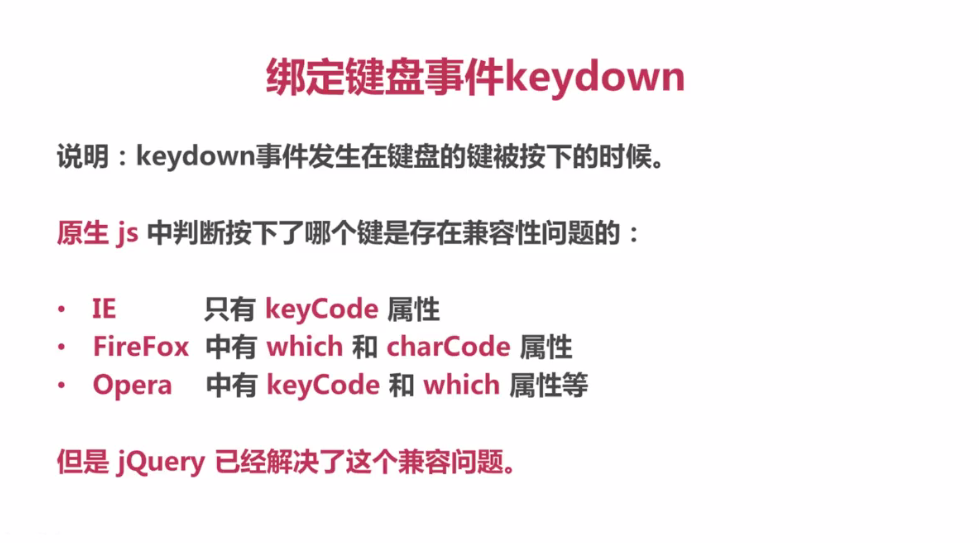 绑定键盘事件keydown
说明：keydown事件发生在键盘的键被按下的时候。
原生 js 中判断按下了哪个键是存在兼容性问题的：
• IE 只有 keyCode 属性
• FireFox 中有 which 和 charCode 属性
• Opera 中有 keyCode 和 which 属性等
但是 jQuery 已经解决了这个兼容问题。